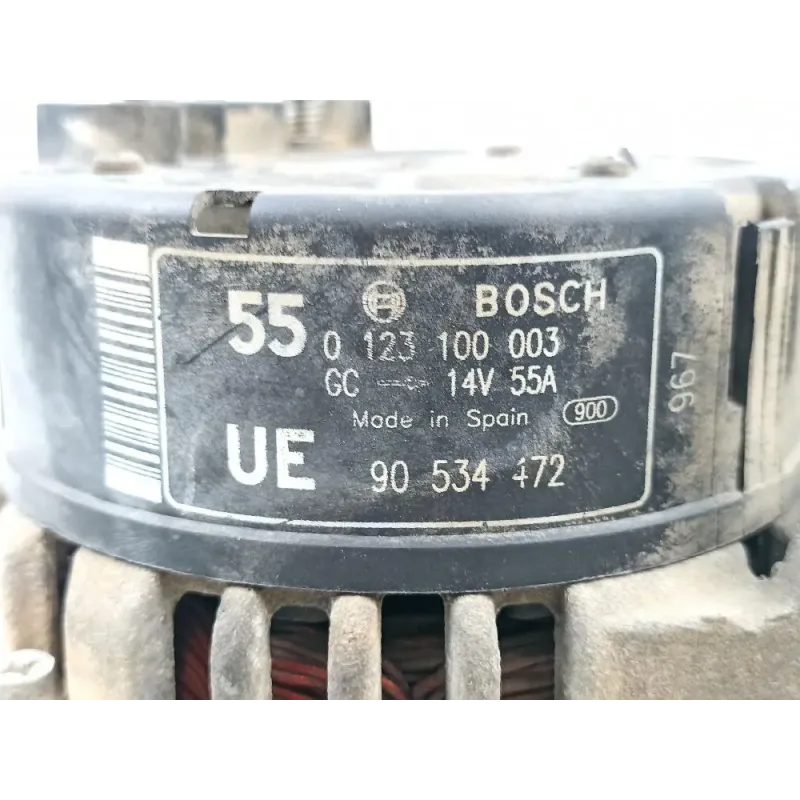 55 BOSCH
0 123 100 003
GC 14V 55A
Made in Spain 900
UE 90 534 472
967